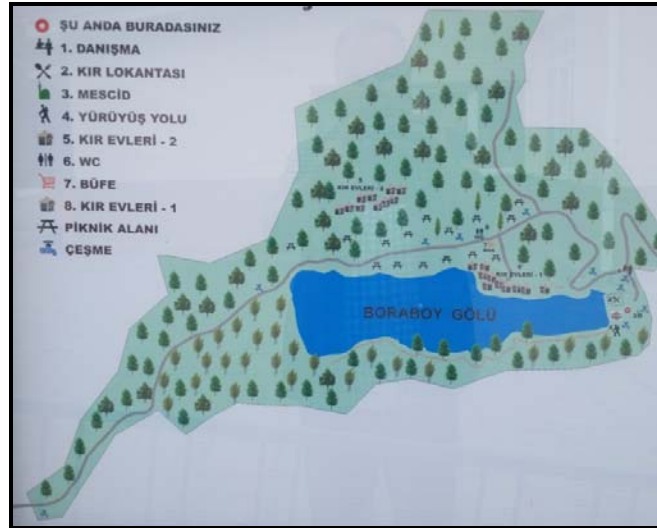 ŞU ANDA BURADASINIZ
1. DANIŞMA
2. KIR LOKANTASI
3. MESCİD
4. YÜRÜYÜŞ YOLU
5. KIR EVLERİ - 2
6. WC
7. BÜFE
8. KIR EVLERİ - 1
PİKNİK ALANI
ÇEŞME
5
KIR EVLERİ - 2
KIR EVLERİ - 1
BORABOY GÖLÜ